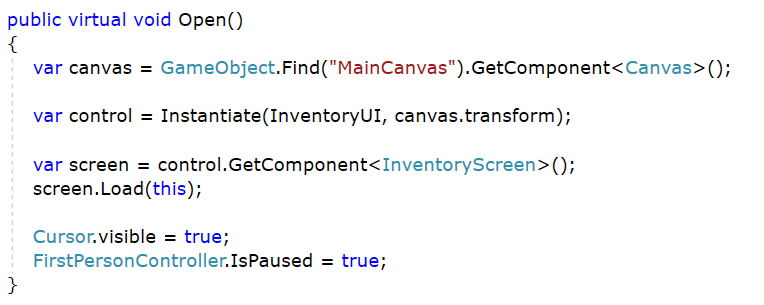 public virtual void Open()
{
var canvas = GameObject.Find("MainCanvas").GetComponent<Canvas>();
var control = Instantiate(InventoryUI, canvas.transform);
var screen = control.GetComponent<InventoryScreen>();
screen.Load(this);
Cursor.visible = true;
FirstPersonController.IsPaused = true;
}